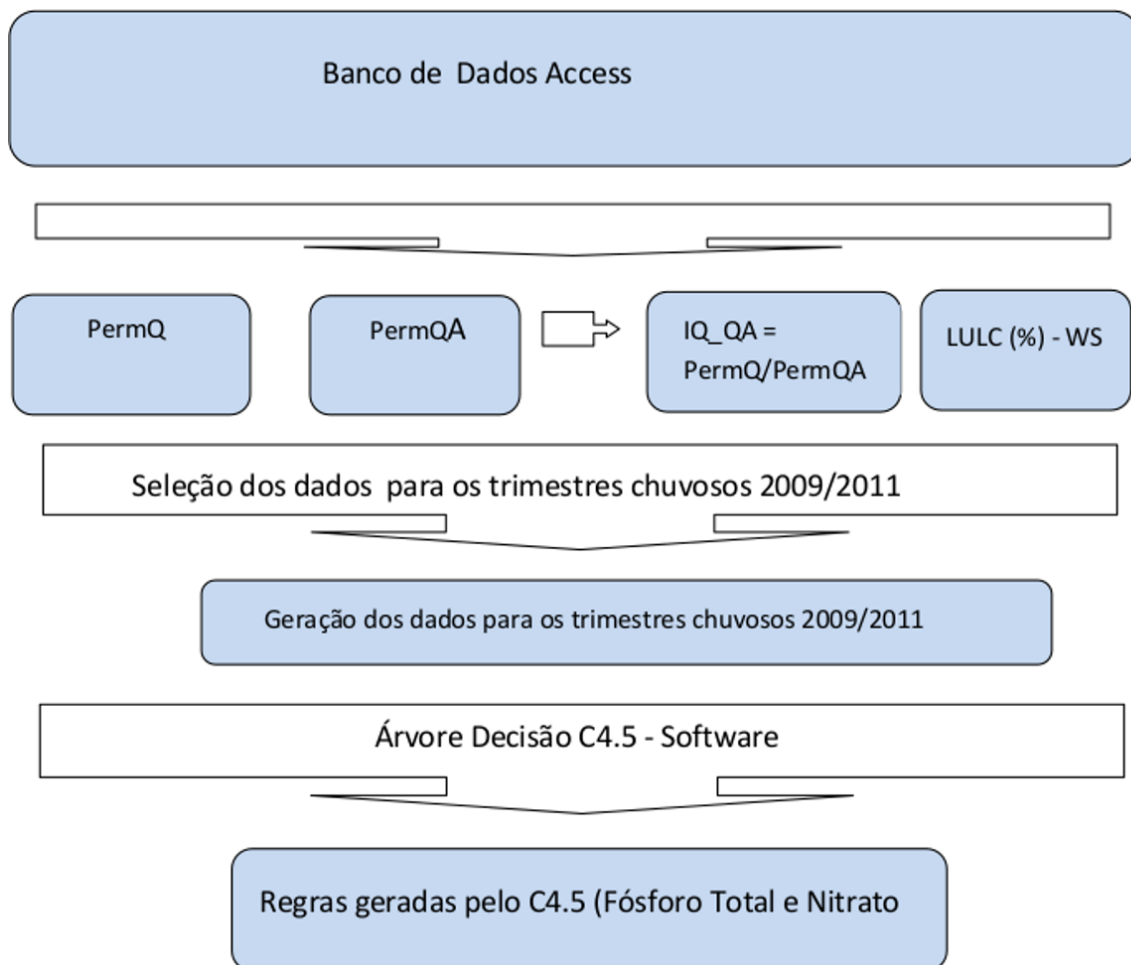 Banco de Dados Access
PermQ
PermQA
IQ_QA =
PermQ/PermQA
LULC (%) - WS
Seleção dos dados para os trimestres chuvosos 2009/2011
Geração dos dados para os trimestres chuvosos 2009/2011
Árvore Decisão C4.5 - Software
Regras geradas pelo C4.5 (Fósforo Total e Nitrato